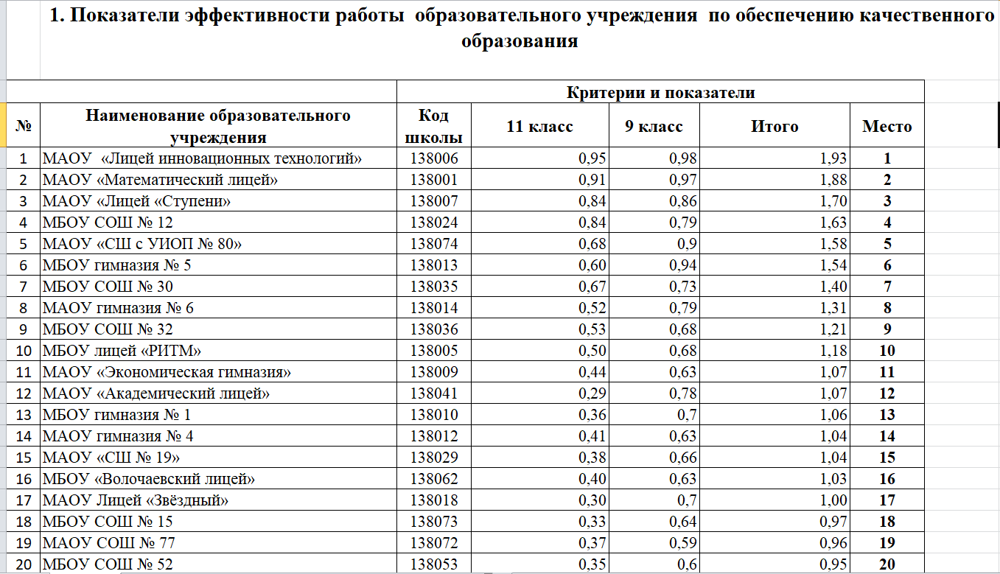 1. Показатели эффективности работы  образовательного учреждения  по обеспечению качественного
образования
Критерии и показатели
№ Наименование образовательного учреждения Код школы 11 класс 9 класс Итого Место
1 МАОУ  «Лицей инновационных технологий» 138006 0,95 0,98 1,93 1
2 МАОУ «Математический лицей» 138001 0,91 0,97 1,88 2
3 МАОУ «Лицей «Ступени» 138007 0,84 0,86 1,70 3
4 МБОУ СОШ № 12 138024 0,84 0,79 1,63 4
5 МАОУ «СШ с УИОП № 80» 138074 0,68 0,9 1,58 5
6 МБОУ гимназия № 5 138013 0,60 0,94 1,54 6
7 МБОУ СОШ № 30 138035 0,67 0,73 1,40 7
8 МАОУ гимназия № 6 138014 0,52 0,79 1,31 8
9 МБОУ СОШ № 32 138036 0,53 0,68 1,21 9
10 МБОУ лицей «РИТМ» 138005 0,50 0,68 1,18 10
11 МАОУ «Экономическая гимназия» 138009 0,44 0,63 1,07 11
12 МАОУ «Академический лицей» 138041 0,29 0,78 1,07 12
13 МБОУ гимназия № 1 138010 0,36 0,7 1,06 13
14 МАОУ гимназия № 4 138012 0,41 0,63 1,04 14
15 МАОУ «СШ № 19» 138029 0,38 0,66 1,04 15
16 МБОУ «Волочаевский лицей» 138062 0,40 0,63 1,03 16
17 МАОУ Лицей «Звёздный» 138018 0,30 0,7 1,00 17
18 МБОУ СОШ № 15 138073 0,33 0,64 0,97 18
19 МАОУ СОШ № 77 138072 0,37 0,59 0,96 19
20 МБОУ СОШ № 52 138053 0,35 0,6 0,95 20